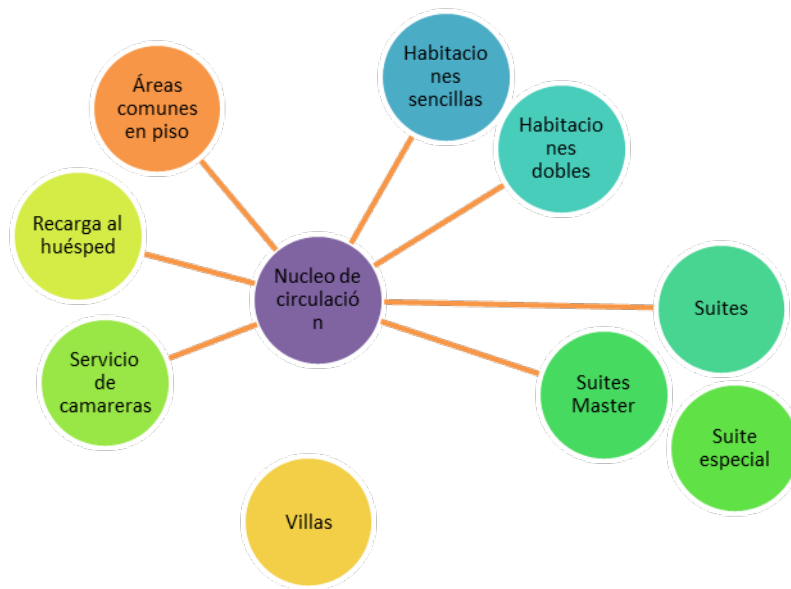 Áreas
comunes
en piso
Habitacio
nes
sencillas
Habitacio
nes
dobles
Recarga al
huésped
Nucleo de
circulació
n
Suites
Servicio
de
camareras
Suites
Master
Suite
especial
Villas